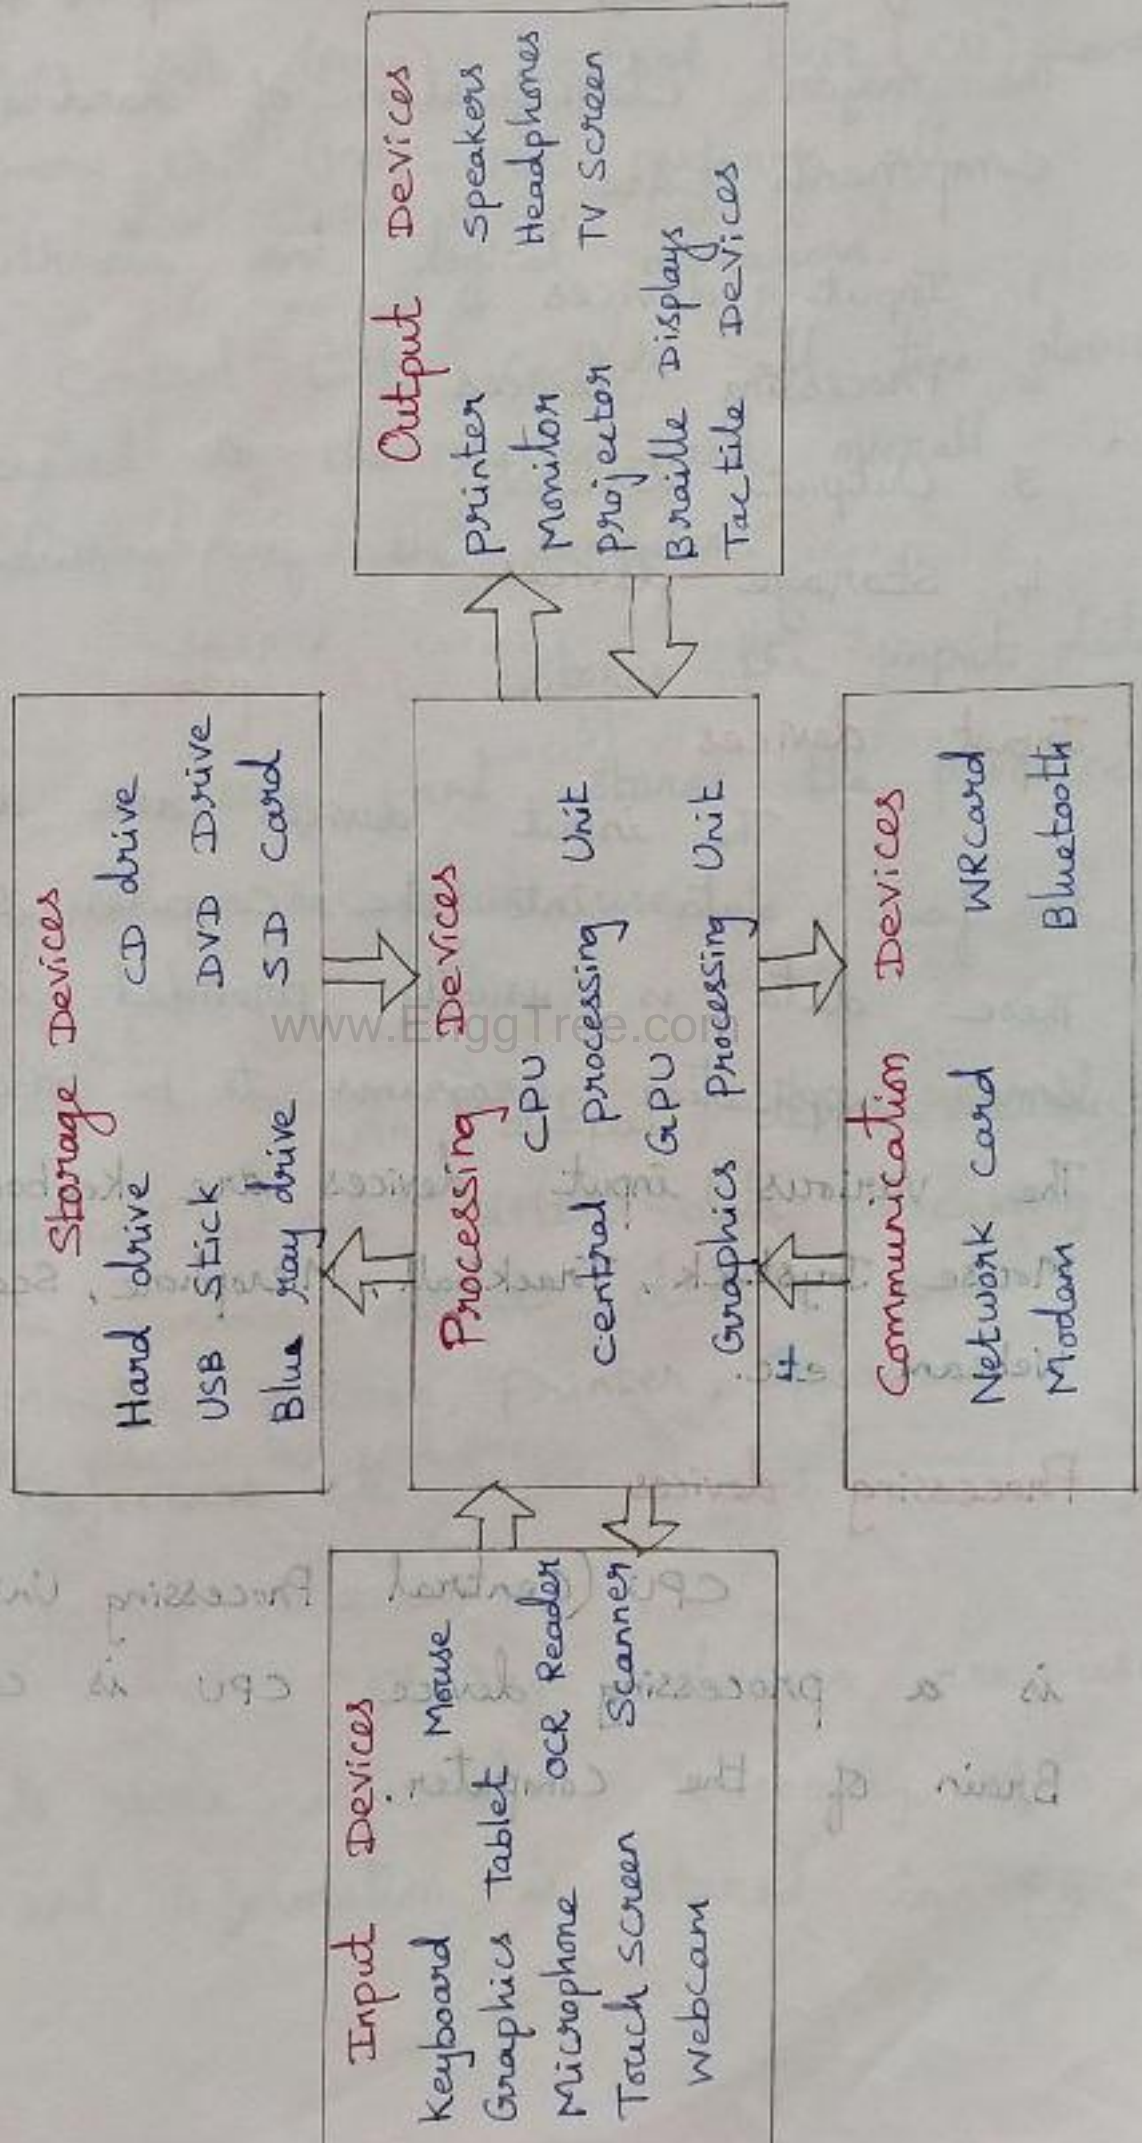 Storage Devices
Hard drive CD drive
USB Stick DVD Drive
Blue ray drive SD Card
Input Devices
Keyboard Mouse
Graphics Tablet
Microphone OCR Reader
Touch Screen Scanner
Webcam
Processing Devices
CPU
Central Processing Unit
GPU
Graphics Processing Unit
Output Devices
Printer Speakers
Monitor Headphones
Projector TV Screen
Braille Displays
Tactile Devices
Communication Devices
Network Card WRCard
Modem Bluetooth
www.EnggTree.com